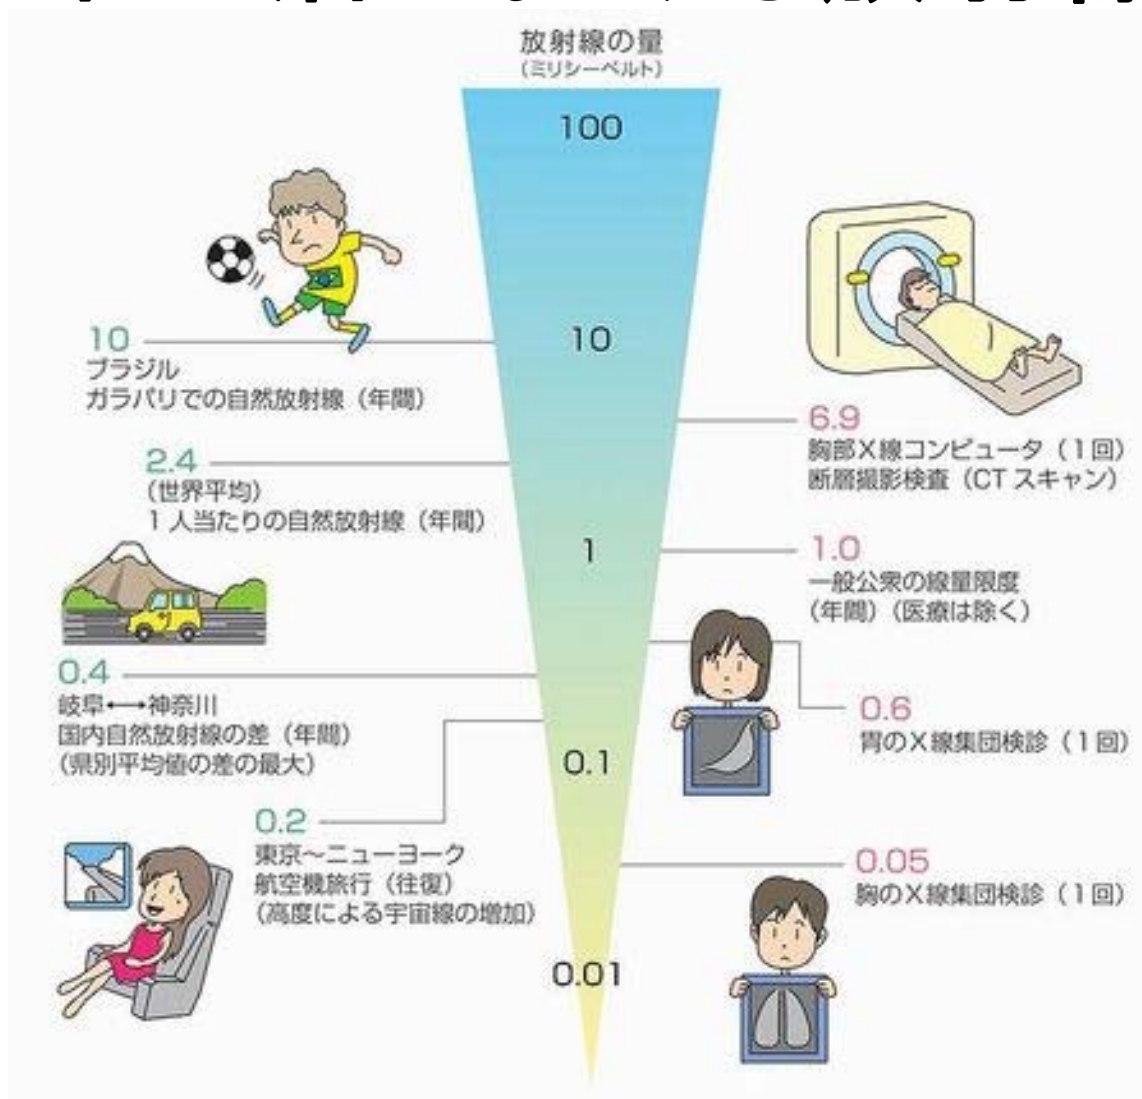 放射線の量
(ミリシーベルト)
100
10
1
0.1
0.01
10
ブラジル
ガラパリでの自然放射線(年間)
2.4
(世界平均)
1人当たりの自然放射線(年間)
0.4
岐阜⟷神奈川
国内自然放射線の差(年間)
(県別平均値の差の最大)
0.2
東京~ニューヨーク
航空機旅行(往復)
(高度による宇宙線の増加)
6.9
胸部X線コンピュータ(1回)
断層撮影検査(CTスキャン)
1.0
一般公衆の線量限度
(年間)(医療は除く)
0.6
胃のX線集団検診(1回)
0.05
胸のX線集団検診(1回)